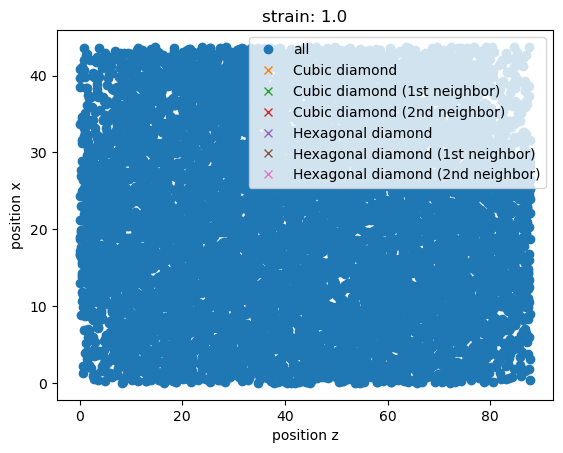 strain: 1.0
all
Cubic diamond
Cubic diamond (1st neighbor)
Cubic diamond (2nd neighbor)
Hexagonal diamond
Hexagonal diamond (1st neighbor)
Hexagonal diamond (2nd neighbor)
position x
40
30
20
10
0
0 20 40 60 80
position z